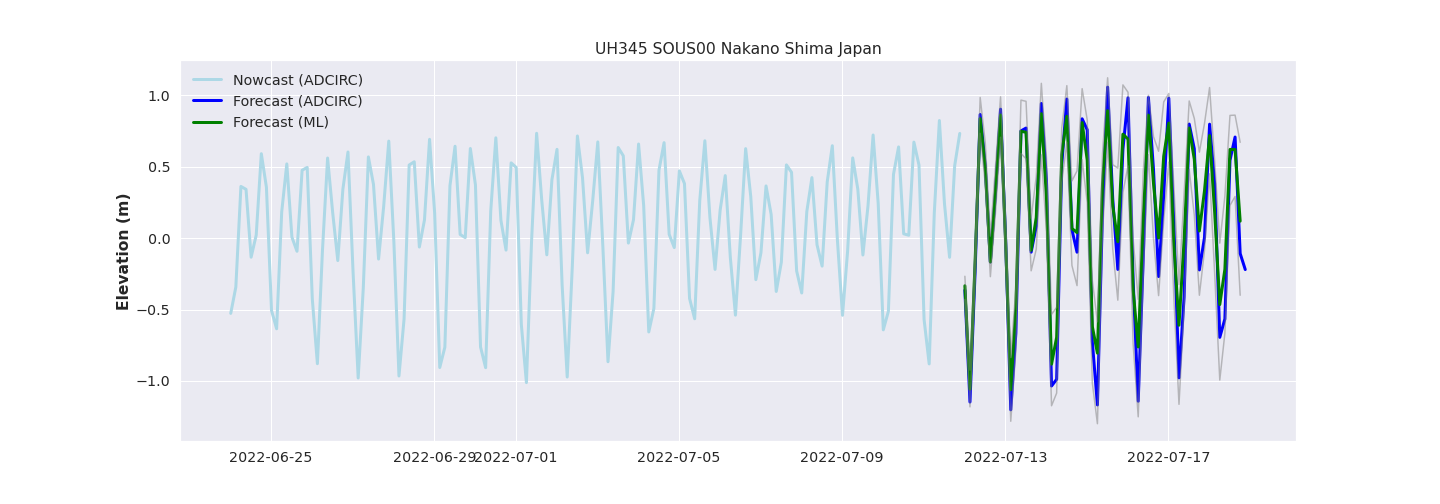 UH345 SOUS00 Nakano Shima Japan
Nowcast (ADCIRC)
Forecast (ADCIRC)
Forecast (ML)
Elevation (m)
1.0
0.5
0.0
−0.5
−1.0
2022-06-25
2022-06-29
2022-07-01
2022-07-05
2022-07-09
2022-07-13
2022-07-17